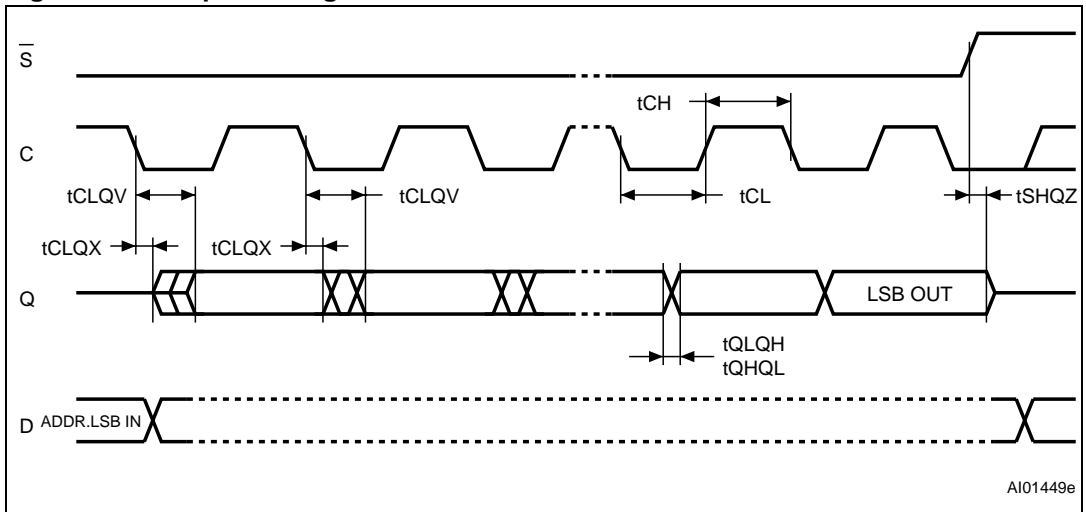 S̅
tCH
C
tCLQV
tCLQV
tCL
tSHQZ
tCLQX
tCLQX
Q
LSB OUT
tQLQH
tQHQL
D
ADDR.LSB IN
AI01449e